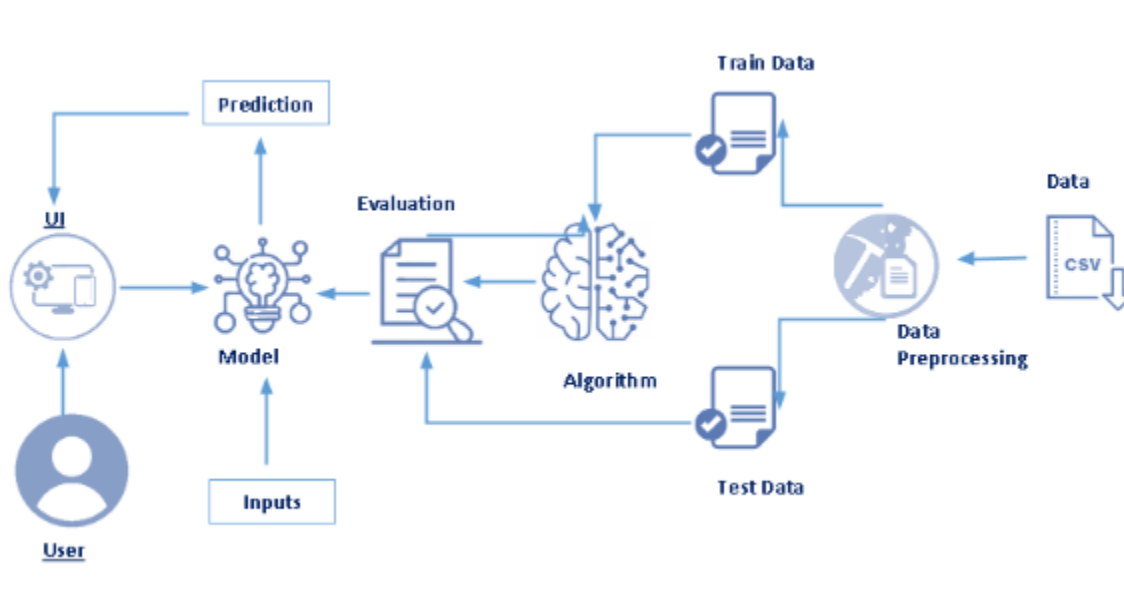 Train Data
Prediction
Data
Evaluation
UI
CSV
Data
Preprocessing
Model
Algorithm
Test Data
Inputs
User